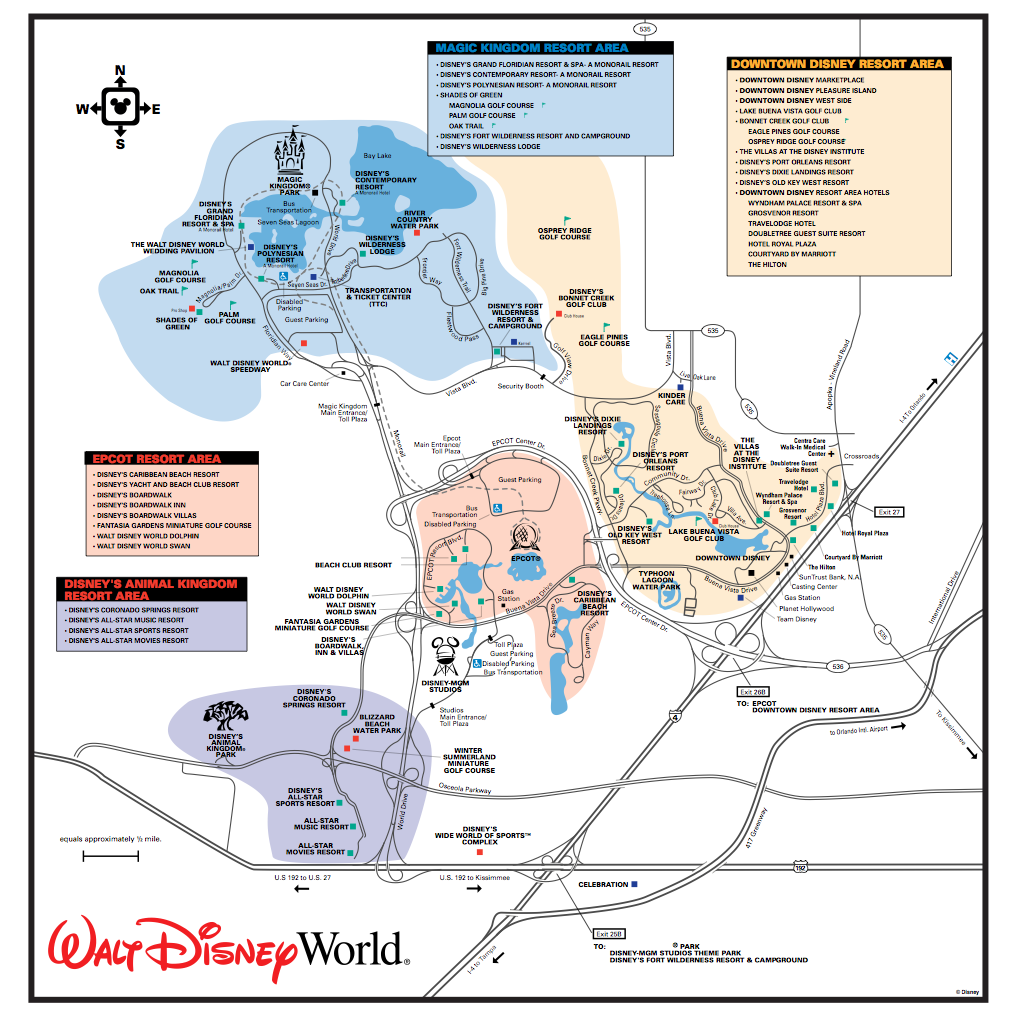 535
MAGIC KINGDOM RESORT AREA
• DISNEY'S GRAND FLORIDIAN RESORT & SPA- A MONORAIL RESORT
• DISNEY'S CONTEMPORARY RESORT- A MONORAIL RESORT
• DISNEY'S POLYNESIAN RESORT- A MONORAIL RESORT
• SHADES OF GREEN
MAGNOLIA GOLF COURSE
PALM GOLF COURSE
OAK TRAIL
• DISNEY'S FORT WILDERNESS RESORT AND CAMPGROUND
• DISNEY'S WILDERNESS LODGE
DOWNTOWN DISNEY RESORT AREA
• DOWNTOWN DISNEY MARKETPLACE
• DOWNTOWN DISNEY PLEASURE ISLAND
• DOWNTOWN DISNEY WEST SIDE
• LAKE BUENA VISTA GOLF CLUB
• BONNET CREEK GOLF CLUB
EAGLE PINES GOLF COURSE
OSPREY RIDGE GOLF COURSE
• THE VILLAS AT THE DISNEY INSTITUTE
• DISNEY'S PORT ORLEANS RESORT
• DISNEY'S DIXIE LANDINGS RESORT
• DISNEY'S OLD KEY WEST RESORT
• DOWNTOWN DISNEY RESORT AREA HOTELS
WYNDHAM PALACE RESORT & SPA
GROSVENOR RESORT
TRAVELODGE HOTEL
DOUBLETREE GUEST SUITE RESORT
HOTEL ROYAL PLAZA
COURTYARD BY MARRIOTT
THE HILTON
N
W
E
S
Bay Lake
MAGIC
KINGDOM®
PARK
DISNEY'S
CONTEMPORARY
RESORT
A Monorail Hotel
Bus
Transportation
Seven Seas Lagoon
DISNEY'S
GRAND
FLORIDIAN
RESORT & SPA
A Monorail Hotel
RIVER
COUNTRY
WATER PARK
THE WALT DISNEY WORLD
WEDDING PAVILION
DISNEY'S
POLYNESIAN
RESORT
A Monorail Hotel
World Drive
DISNEY'S
WILDERNESS
LODGE
Fort Wilderness Trail
Big Pine Drive
Frontier Way
Fleetwood Pass
MAGNOLIA
GOLF COURSE
OAK TRAIL
Magnolia/Palm Dr.
Seven Seas Dr.
TRANSPORTATION
& TICKET CENTER
(TTC)
Disabled
Parking
Guest Parking
Pro Shop
SHADES OF
GREEN
PALM
GOLF COURSE
Floridian Way
WALT DISNEY WORLD®
SPEEDWAY
Car Care Center
Magic Kingdom
Main Entrance/
Toll Plaza
DISNEY'S FORT
WILDERNESS
RESORT &
CAMPGROUND
Kennel
OSPREY RIDGE
GOLF COURSE
DISNEY'S
BONNET CREEK
GOLF CLUB
Club House
EAGLE PINES
GOLF COURSE
Golf View Drive
Vista Blvd.
Security Booth
535
Vista Blvd.
Live Oak Lane
KINDER
CARE
535
Apopka - Vineland Road
I-4 To Orlando
Monorail
Epcot
Main Entrance/
Toll Plaza
EPCOT Center Dr.
DISNEY'S DIXIE
LANDINGS
RESORT
Dixie Dr.
Sassagoula Circle
Buena Vista Drive
DISNEY'S PORT
ORLEANS
RESORT
Bonnet Creek Pkwy.
Orleans Dr.
Community Dr.
Treehouse Ln.
Fairway Dr.
Club Lake Dr.
Villa Ave.
THE
VILLAS
AT THE
DISNEY
INSTITUTE
Centra Care
Walk-In Medical
Center
Crossroads
Doubletree Guest
Suite Resort
Travelodge
Hotel
Wyndham Palace
Resort & Spa
Grosvenor
Resort
Hotel Plaza Blvd.
Exit 27
Hotel Royal Plaza
Courtyard By Marriott
The Hilton
SunTrust Bank, N.A.
Casting Center
Gas Station
Planet Hollywood
Team Disney
Club House
LAKE BUENA VISTA
GOLF CLUB
DISNEY'S
OLD KEY WEST
RESORT
DOWNTOWN DISNEY
TYPHOON
LAGOON
WATER PARK
Buena Vista Drive
EPCOT Center Dr.
EPCOT RESORT AREA
• DISNEY'S CARIBBEAN BEACH RESORT
• DISNEY'S YACHT AND BEACH CLUB RESORT
• DISNEY'S BOARDWALK
• DISNEY'S BOARDWALK INN
• DISNEY'S BOARDWALK VILLAS
• FANTASIA GARDENS MINIATURE GOLF COURSE
• WALT DISNEY WORLD DOLPHIN
• WALT DISNEY WORLD SWAN
DISNEY'S ANIMAL KINGDOM
RESORT AREA
• DISNEY'S CORONADO SPRINGS RESORT
• DISNEY'S ALL-STAR MUSIC RESORT
• DISNEY'S ALL-STAR SPORTS RESORT
• DISNEY'S ALL-STAR MOVIES RESORT
Guest Parking
Bus
Transportation
Disabled Parking
EPCOT Resort Blvd.
EPCOT®
BEACH CLUB RESORT
WALT DISNEY
WORLD DOLPHIN
WALT DISNEY
WORLD SWAN
FANTASIA GARDENS
MINIATURE GOLF COURSE
DISNEY'S
BOARDWALK
INN & VILLAS
Gas
Station
Buena Vista Drive
Sea Breeze Dr.
DISNEY'S
CARIBBEAN
BEACH
RESORT
Cayman Way
Toll Plaza
Guest Parking
Disabled Parking
Bus Transportation
DISNEY-MGM
STUDIOS
Studios
Main Entrance/
Toll Plaza
International Drive
535
536
To Kissimmee
Exit 26B
TO: EPCOT
DOWNTOWN DISNEY RESORT AREA
4
to Orlando Intl. Airport
DISNEY'S
CORONADO
SPRINGS RESORT
DISNEY'S
ANIMAL
KINGDOM®
PARK
BLIZZARD
BEACH
WATER PARK
WINTER
SUMMERLAND
MINIATURE
GOLF COURSE
Osceola Parkway
DISNEY'S
ALL-STAR
SPORTS RESORT
ALL-STAR
MUSIC RESORT
ALL-STAR
MOVIES RESORT
World Drive
DISNEY'S
WIDE WORLD OF SPORTS™
COMPLEX
417 Greenway
192
equals approximately ½ mile.
U.S 192 to U.S. 27
U.S. 192 to Kissimmee
CELEBRATION
Exit 25B
TO: ® PARK
DISNEY-MGM STUDIOS THEME PARK
DISNEY'S FORT WILDERNESS RESORT & CAMPGROUND
I-4 to Tampa
WALT DISNEY World®
© Disney